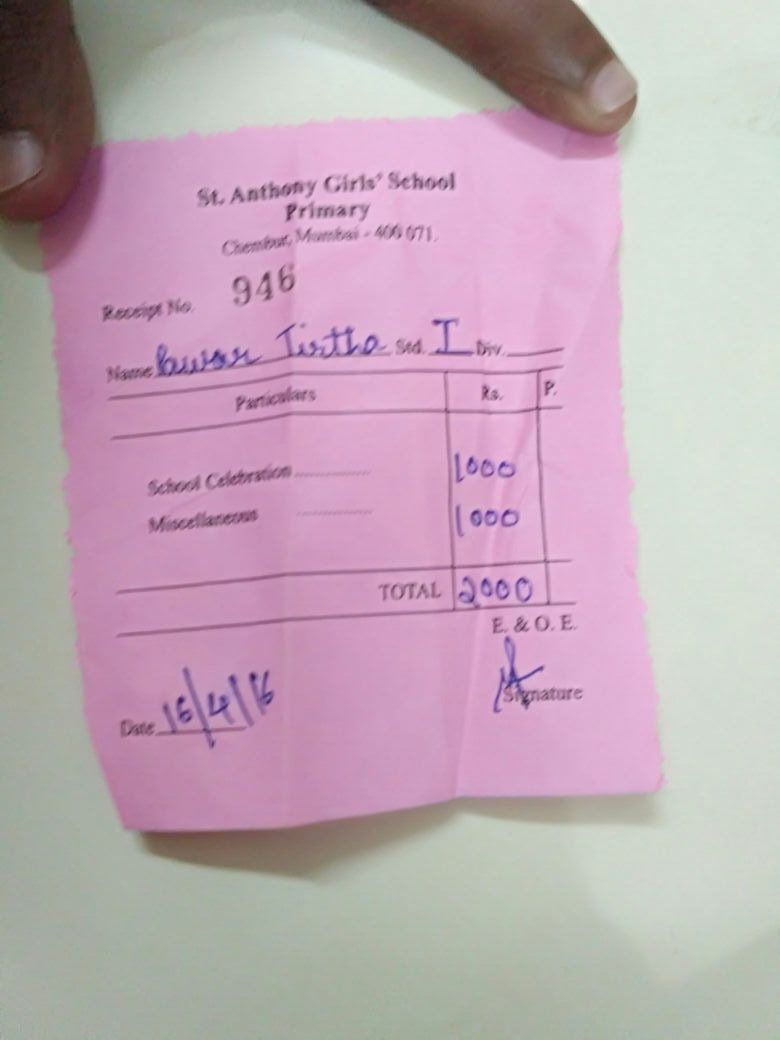 St. Anthony Girls' School
Primary
Chembur, Mumbai - 400 071.
Receipt No. 946
Name Pawar Tirtha Std. I Div.
Particulars Rs. P.
School Celebration .................. 1000
Miscellaneous .................. 1000
TOTAL 2000
E. & O. E.
Signature
Date 16/4/16